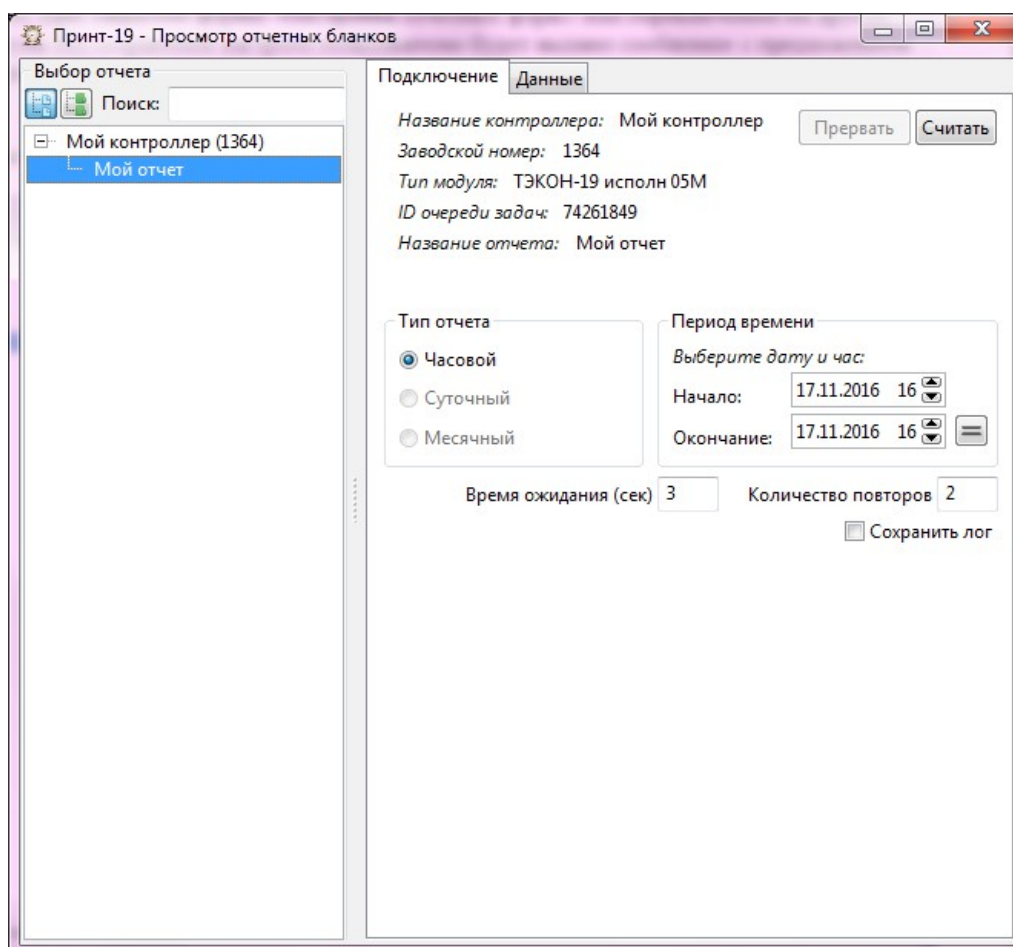 Принт-19 - Просмотр отчетных бланков
Выбор отчета
Поиск:
Мой контроллер (1364)
Мой отчет
Подключение Данные
Название контроллера: Мой контроллер
Прервать Считать
Заводской номер: 1364
Тип модуля: ТЭКОН-19 исполн 05М
ID очереди задач: 74261849
Название отчета: Мой отчет
Тип отчета
Часовой
Суточный
Месячный
Период времени
Выберите дату и час:
Начало: 17.11.2016 16
Окончание: 17.11.2016 16
Время ожидания (сек) 3 Количество повторов 2
Сохранить лог